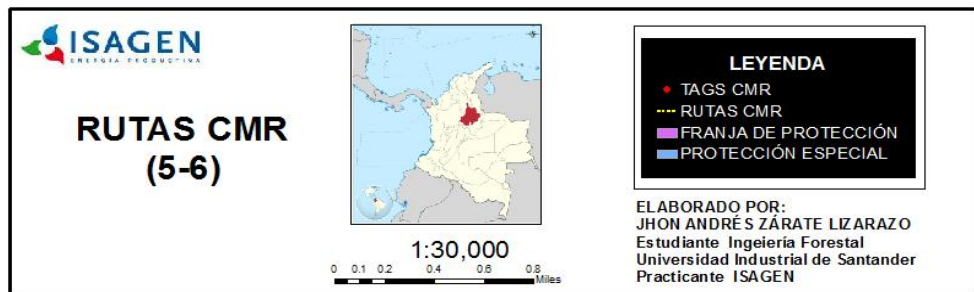 ISAGEN
ENERGÍA PRODUCTIVA
RUTAS CMR
(5-6)
1:30,000
0 0.1 0.2 0.4 0.6 0.8
Miles
LEYENDA
TAGS CMR
RUTAS CMR
FRANJA DE PROTECCIÓN
PROTECCIÓN ESPECIAL
ELABORADO POR:
JHON ANDRÉS ZÁRATE LIZARAZO
Estudiante Ingeiería Forestal
Universidad Industrial de Santander
Practicante ISAGEN